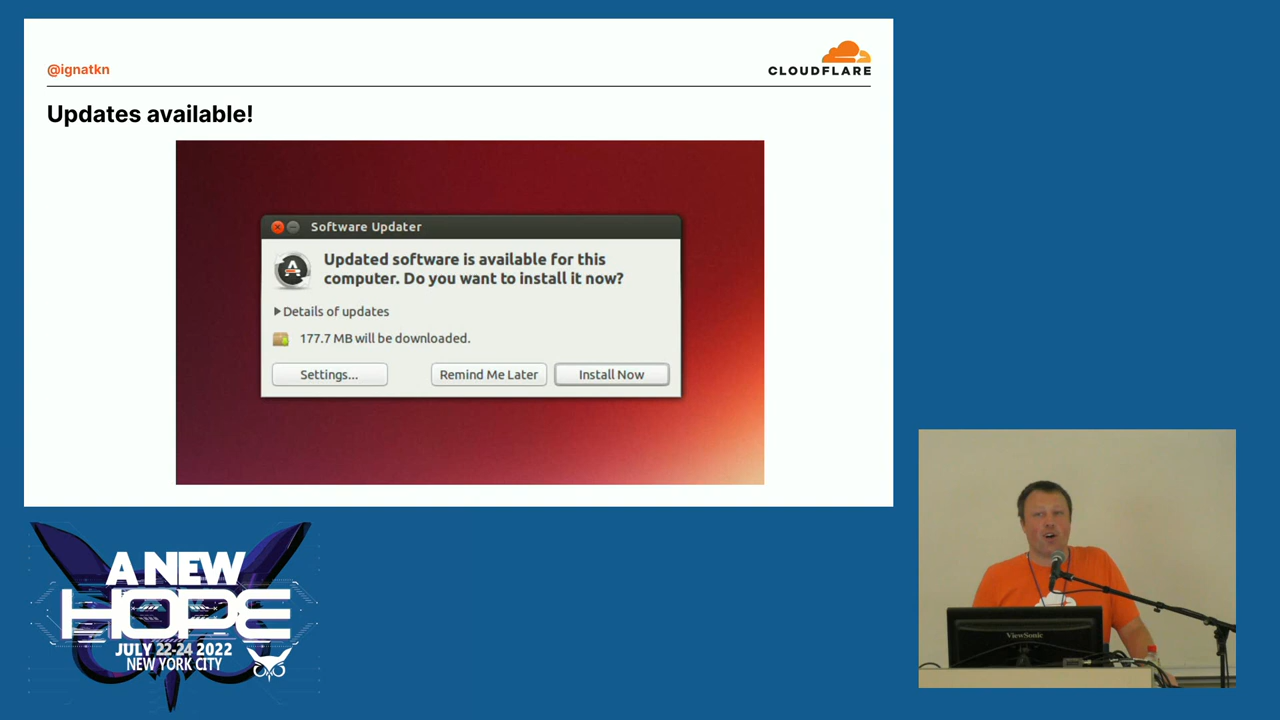 @ignatkn
CLOUDFLARE
Updates available!
Software Updater
Updated software is available for this
computer. Do you want to install it now?
Details of updates
177.7 MB will be downloaded.
Settings...
Remind Me Later
Install Now
A NEW
HOPE
JULY 22-24 2022
NEW YORK CITY
ViewSonic